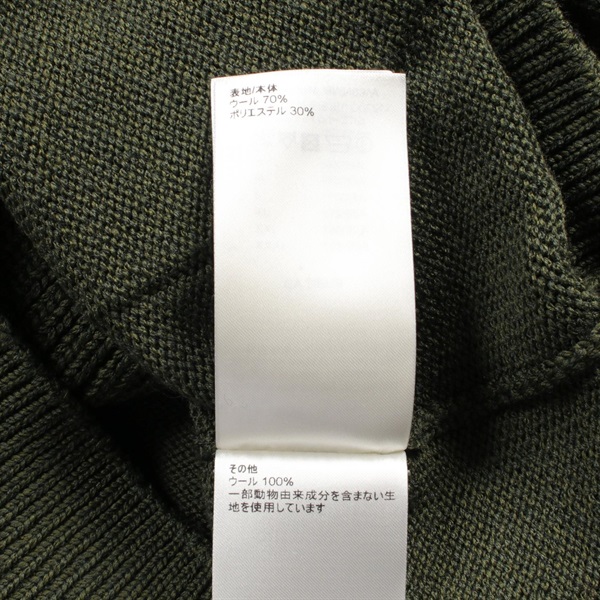 表地/本体
ウール 70%
ポリエステル 30%
その他
ウール 100%
一部動物由来成分を含まない生
地を使用しています